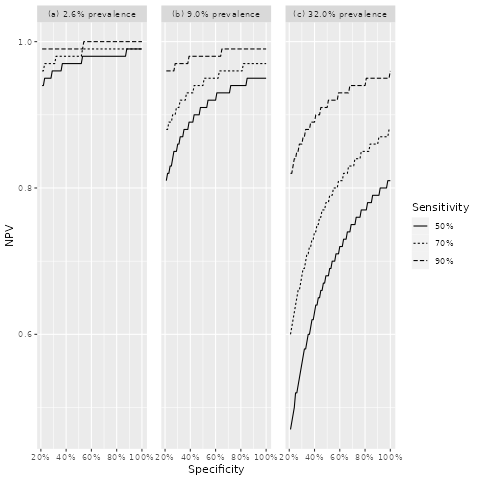 (a) 2.6% prevalence (b) 9.0% prevalence (c) 32.0% prevalence
1.0
0.8
0.6
NPV
20% 40% 60% 80% 100% 20% 40% 60% 80% 100% 20% 40% 60% 80% 100%
Specificity
Sensitivity
50%
70%
90%